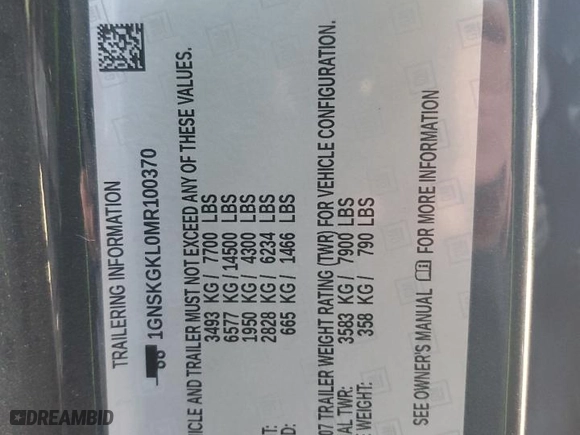 TRAILERING INFORMATION
1GNSKGKL0MR100370
HICLE AND TRAILER MUST NOT EXCEED ANY OF THESE VALUES.
3493 KG / 7700 LBS
6577 KG / 14500 LBS
1950 KG / 4300 LBS
T: 2828 KG / 6234 LBS
D: 665 KG / 1466 LBS
07 TRAILER WEIGHT RATING (TWR) FOR VEHICLE CONFIGURATION.
AL TWR: 3583 KG / 7900 LBS
E WEIGHT: 358 KG / 790 LBS
SEE OWNER'S MANUAL FOR MORE INFORMATION
DREAMBID